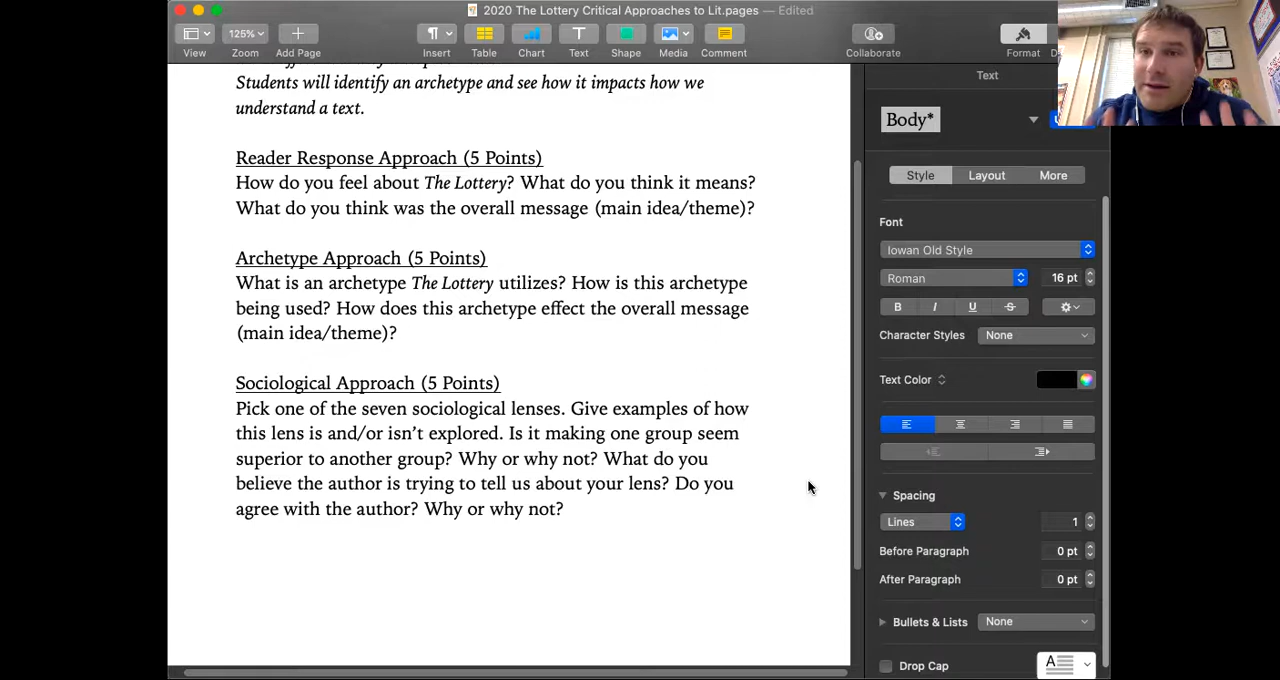 2020 The Lottery Critical Approaches to Lit.pages — Edited
125%
View
Zoom
Add Page
Insert
Table
Chart
Text
Shape
Media
Comment
Collaborate
Format
Students will identify an archetype and see how it impacts how we
understand a text.
Reader Response Approach (5 Points)
How do you feel about The Lottery? What do you think it means?
What do you think was the overall message (main idea/theme)?
Archetype Approach (5 Points)
What is an archetype The Lottery utilizes? How is this archetype
being used? How does this archetype effect the overall message
(main idea/theme)?
Sociological Approach (5 Points)
Pick one of the seven sociological lenses. Give examples of how
this lens is and/or isn't explored. Is it making one group seem
superior to another group? Why or why not? What do you
believe the author is trying to tell us about your lens? Do you
agree with the author? Why or why not?
Text
Body*
Style
Layout
More
Font
Iowan Old Style
Roman
16 pt
B I U S
Character Styles
None
Text Color
Spacing
Lines
1
Before Paragraph
0 pt
After Paragraph
0 pt
Bullets & Lists
None
Drop Cap
A